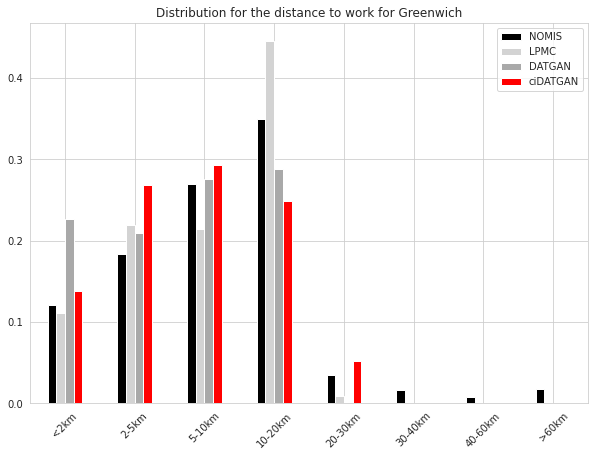 Distribution for the distance to work for Greenwich
NOMIS
LPMC
DATGAN
ciDATGAN
0.4
0.3
0.2
0.1
0.0
<2km
2-5km
5-10km
10-20km
20-30km
30-40km
40-60km
>60km